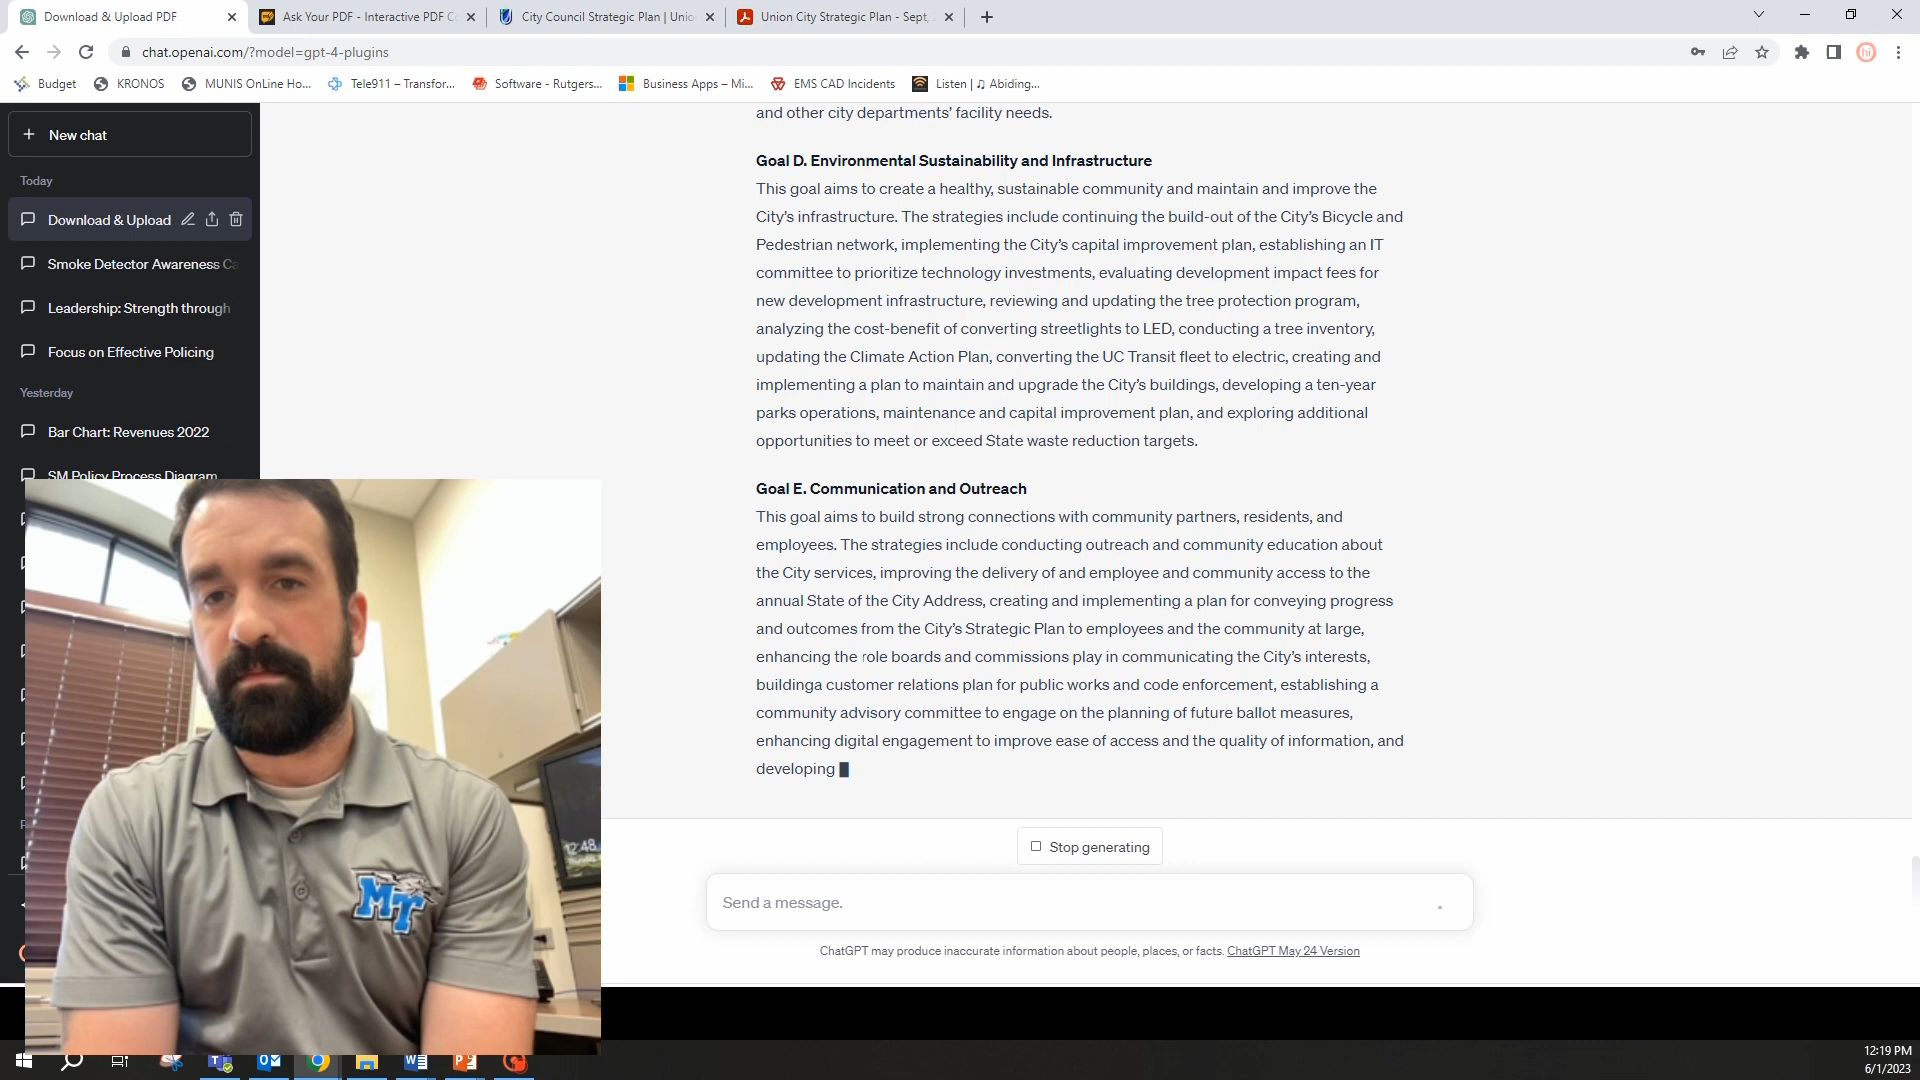 Download & Upload PDF
Ask Your PDF - Interactive PDF C
City Council Strategic Plan | Unio
Union City Strategic Plan - Sept,
chat.openai.com/?model=gpt-4-plugins
hi
Budget
KRONOS
MUNIS OnLine Ho...
Tele911 – Transfor...
Software - Rutgers...
Business Apps – Mi...
EMS CAD Incidents
Listen | ♫ Abiding...
New chat
Today
Download & Upload
Smoke Detector Awareness Ca
Leadership: Strength through
Focus on Effective Policing
Yesterday
Bar Chart: Revenues 2022
SM Policy Process Diagram
and other city departments’ facility needs.
Goal D. Environmental Sustainability and Infrastructure
This goal aims to create a healthy, sustainable community and maintain and improve the
City’s infrastructure. The strategies include continuing the build-out of the City’s Bicycle and
Pedestrian network, implementing the City’s capital improvement plan, establishing an IT
committee to prioritize technology investments, evaluating development impact fees for
new development infrastructure, reviewing and updating the tree protection program,
analyzing the cost-benefit of converting streetlights to LED, conducting a tree inventory,
updating the Climate Action Plan, converting the UC Transit fleet to electric, creating and
implementing a plan to maintain and upgrade the City’s buildings, developing a ten-year
parks operations, maintenance and capital improvement plan, and exploring additional
opportunities to meet or exceed State waste reduction targets.
Goal E. Communication and Outreach
This goal aims to build strong connections with community partners, residents, and
employees. The strategies include conducting outreach and community education about
the City services, improving the delivery of and employee and community access to the
annual State of the City Address, creating and implementing a plan for conveying progress
and outcomes from the City’s Strategic Plan to employees and the community at large,
enhancing the role boards and commissions play in communicating the City’s interests,
buildinga customer relations plan for public works and code enforcement, establishing a
community advisory committee to engage on the planning of future ballot measures,
enhancing digital engagement to improve ease of access and the quality of information, and
developing
Stop generating
Send a message.
ChatGPT may produce inaccurate information about people, places, or facts. ChatGPT May 24 Version
MT
12:48
12:19 PM
6/1/2023